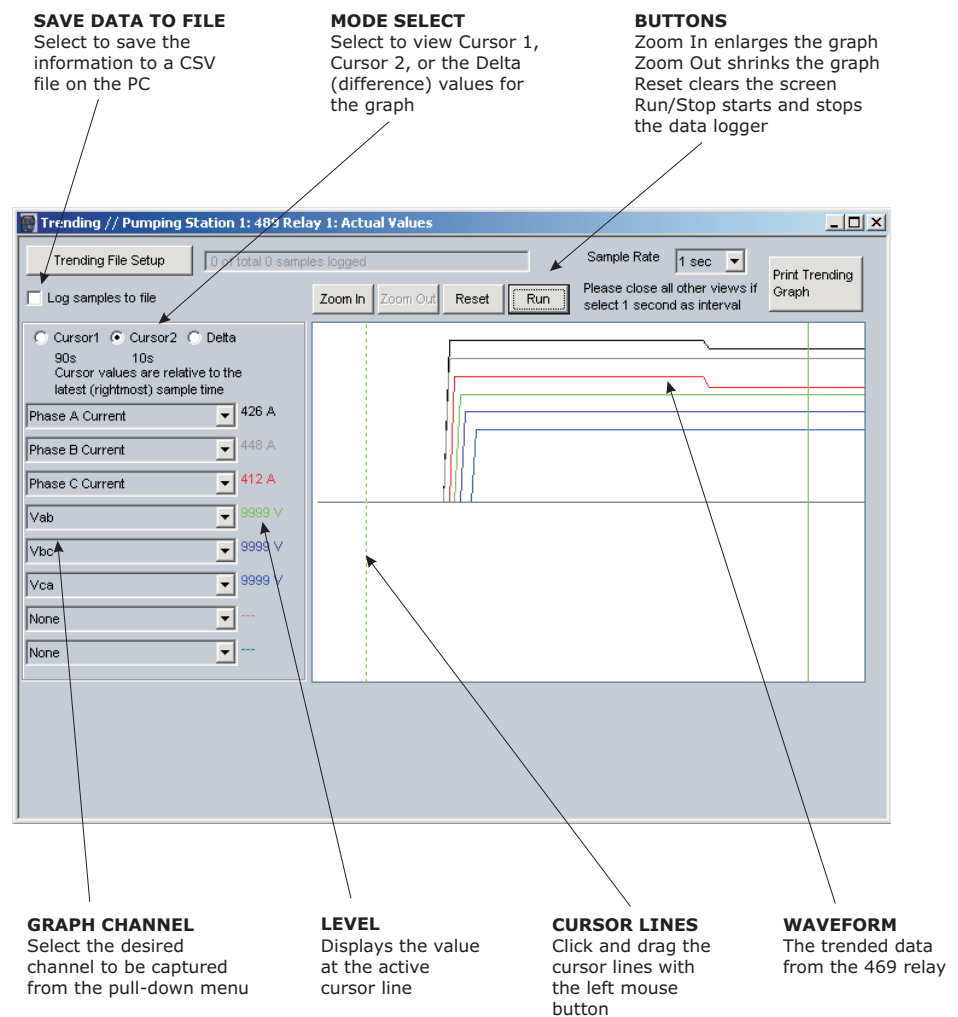 SAVE DATA TO FILE
Select to save the
information to a CSV
file on the PC
MODE SELECT
Select to view Cursor 1,
Cursor 2, or the Delta
(difference) values for
the graph
BUTTONS
Zoom In enlarges the graph
Zoom Out shrinks the graph
Reset clears the screen
Run/Stop starts and stops
the data logger
Trending // Pumping Station 1: 489 Relay 1: Actual Values
Trending File Setup
0 of total 0 samples logged
Sample Rate
1 sec
Print Trending
Graph
Log samples to file
Zoom In
Zoom Out
Reset
Run
Please close all other views if
select 1 second as interval
Cursor1 Cursor2 Delta
90s 10s
Cursor values are relative to the
latest (rightmost) sample time
Phase A Current 426 A
Phase B Current 448 A
Phase C Current 412 A
Vab 9999 V
Vbc 9999 V
Vca 9999 V
None ---
None ---
GRAPH CHANNEL
Select the desired
channel to be captured
from the pull-down menu
LEVEL
Displays the value
at the active
cursor line
CURSOR LINES
Click and drag the
cursor lines with
the left mouse
button
WAVEFORM
The trended data
from the 469 relay